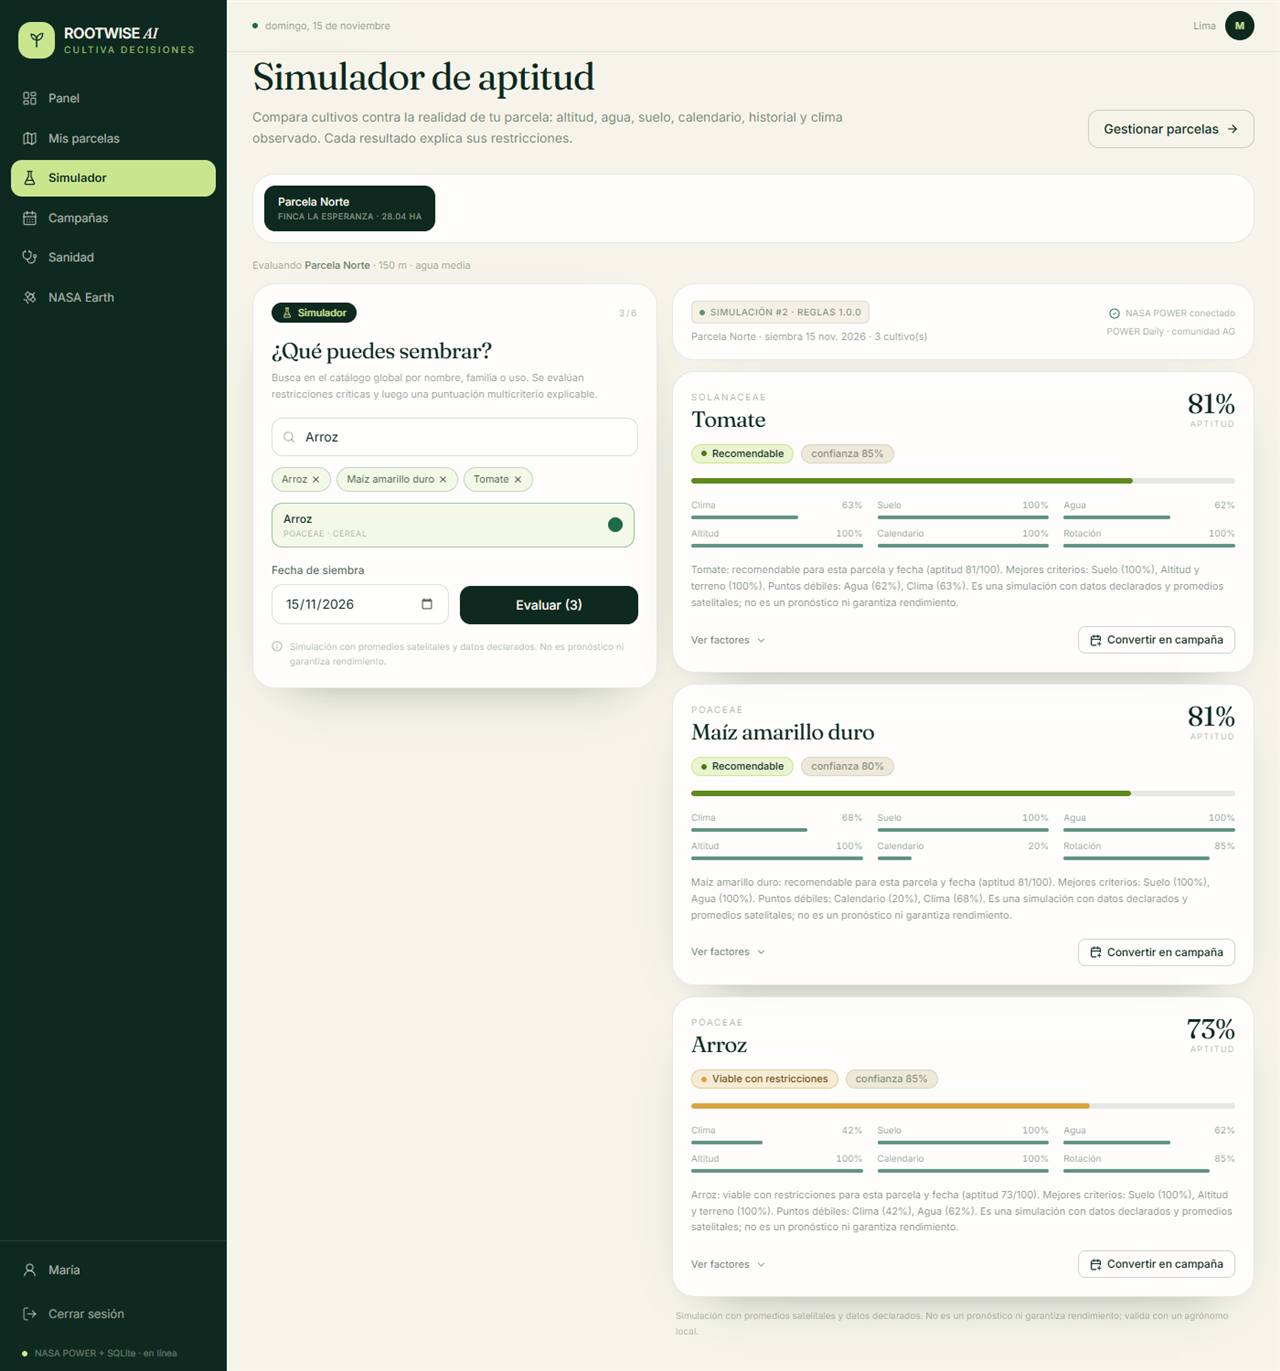 ROOTWISE AI
CULTIVA DECISIONES
Panel
Mis parcelas
Simulador
Campañas
Sanidad
NASA Earth
María
Cerrar sesión
NASA POWER + SQLite · en línea
domingo, 15 de noviembre
Lima
M
Simulador de aptitud
Compara cultivos contra la realidad de tu parcela: altitud, agua, suelo, calendario, historial y clima
observado. Cada resultado explica sus restricciones.
Gestionar parcelas →
Parcela Norte
FINCA LA ESPERANZA · 28.04 HA
Evaluando Parcela Norte · 150 m · agua media
Simulador
3/6
¿Qué puedes sembrar?
Busca en el catálogo global por nombre, familia o uso. Se evalúan
restricciones críticas y luego una puntuación multicriterio explicable.
Arroz
Arroz ✕ Maíz amarillo duro ✕ Tomate ✕
Arroz
POACEAE · CEREAL
Fecha de siembra
15/11/2026
Evaluar (3)
Simulación con promedios satelitales y datos declarados. No es pronóstico ni
garantiza rendimiento.
SIMULACIÓN #2 · REGLAS 1.0.0
Parcela Norte · siembra 15 nov. 2026 · 3 cultivo(s)
NASA POWER conectado
POWER Daily · comunidad AG
SOLANACEAE
Tomate
81%
APTITUD
Recomendable confianza 85%
Clima 63% Suelo 100% Agua 62%
Altitud 100% Calendario 100% Rotación 100%
Tomate: recomendable para esta parcela y fecha (aptitud 81/100). Mejores criterios: Suelo (100%), Altitud y
terreno (100%). Puntos débiles: Agua (62%), Clima (63%). Es una simulación con datos declarados y promedios
satelitales; no es un pronóstico ni garantiza rendimiento.
Ver factores
Convertir en campaña
POACEAE
Maíz amarillo duro
81%
APTITUD
Recomendable confianza 80%
Clima 68% Suelo 100% Agua 100%
Altitud 100% Calendario 20% Rotación 85%
Maíz amarillo duro: recomendable para esta parcela y fecha (aptitud 81/100). Mejores criterios: Suelo (100%),
Agua (100%). Puntos débiles: Calendario (20%), Clima (68%). Es una simulación con datos declarados y
promedios satelitales; no es un pronóstico ni garantiza rendimiento.
Ver factores
Convertir en campaña
POACEAE
Arroz
73%
APTITUD
Viable con restricciones confianza 85%
Clima 42% Suelo 100% Agua 62%
Altitud 100% Calendario 100% Rotación 85%
Arroz: viable con restricciones para esta parcela y fecha (aptitud 73/100). Mejores criterios: Suelo (100%), Altitud
y terreno (100%). Puntos débiles: Clima (42%), Agua (62%). Es una simulación con datos declarados y promedios
satelitales; no es un pronóstico ni garantiza rendimiento.
Ver factores
Convertir en campaña
Simulación con promedios satelitales y datos declarados. No es un pronóstico ni garantiza rendimiento; valida con un agrónomo
local.